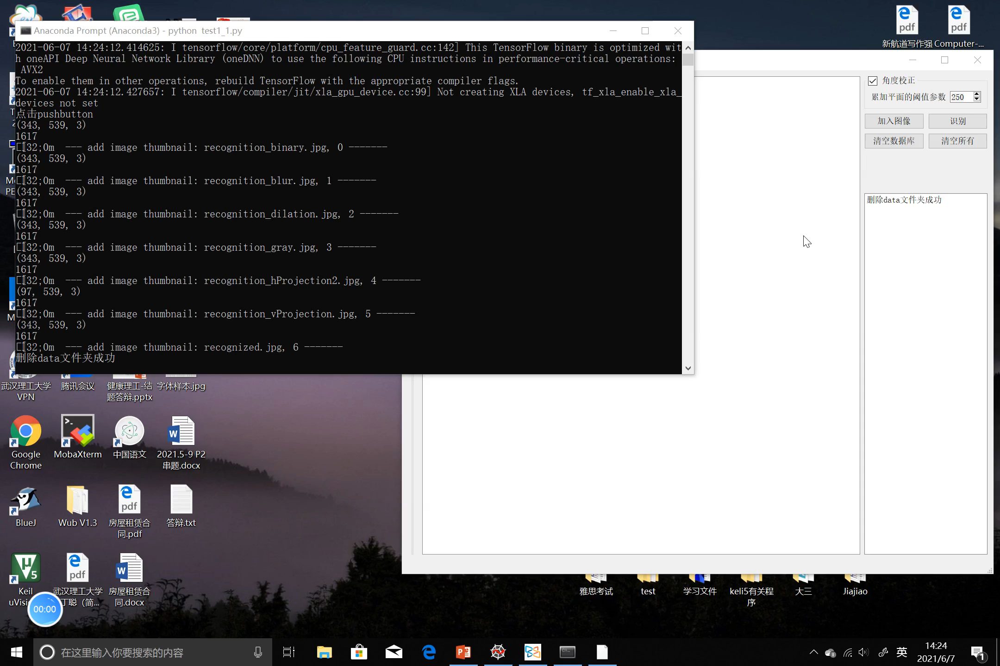 Anaconda Prompt (Anaconda3) - python  test1_1.py
2021-06-07 14:24:12.414625: I tensorflow/core/platform/cpu_feature_guard.cc:142] This TensorFlow binary is optimized wit
h oneAPI Deep Neural Network Library (oneDNN) to use the following CPU instructions in performance-critical operations:
 AVX2
To enable them in other operations, rebuild TensorFlow with the appropriate compiler flags.
2021-06-07 14:24:12.427657: I tensorflow/compiler/jit/xla_gpu_device.cc:99] Not creating XLA devices, tf_xla_enable_xla_
devices not set
点击pushbutton
(343, 539, 3)
1617
[32;0m  --- add image thumbnail: recognition_binary.jpg, 0 -------
(343, 539, 3)
1617
[32;0m  --- add image thumbnail: recognition_blur.jpg, 1 -------
(343, 539, 3)
1617
[32;0m  --- add image thumbnail: recognition_dilation.jpg, 2 -------
(343, 539, 3)
1617
[32;0m  --- add image thumbnail: recognition_gray.jpg, 3 -------
(343, 539, 3)
1617
[32;0m  --- add image thumbnail: recognition_hProjection2.jpg, 4 -------
(97, 539, 3)
1617
[32;0m  --- add image thumbnail: recognition_vProjection.jpg, 5 -------
(343, 539, 3)
1617
[32;0m  --- add image thumbnail: recognized.jpg, 6 -------
删除data文件夹成功
pdf
pdf
新航道写作强 Computer-...
角度校正
累加平面的阈值参数 250
加入图像 识别
清空数据库 清空所有
删除data文件夹成功
武汉理工大学
VPN
腾讯会议
健康理工-结
题答辩.pptx
字体样本.jpg
Google
Chrome
MobaXterm
中国语文
2021.5-9 P2
串题.docx
BlueJ
Wub V1.3
pdf
房屋租赁合
同.pdf
答辩.txt
Keil
uVisi
pdf
武汉理工大学
丁聪（简...
房屋租赁合
同.docx
00:00
雅思考试
test
学习文件
keli5有关程
序
大三
Jiajiao
在这里输入你要搜索的内容
英
14:24
2021/6/7
1